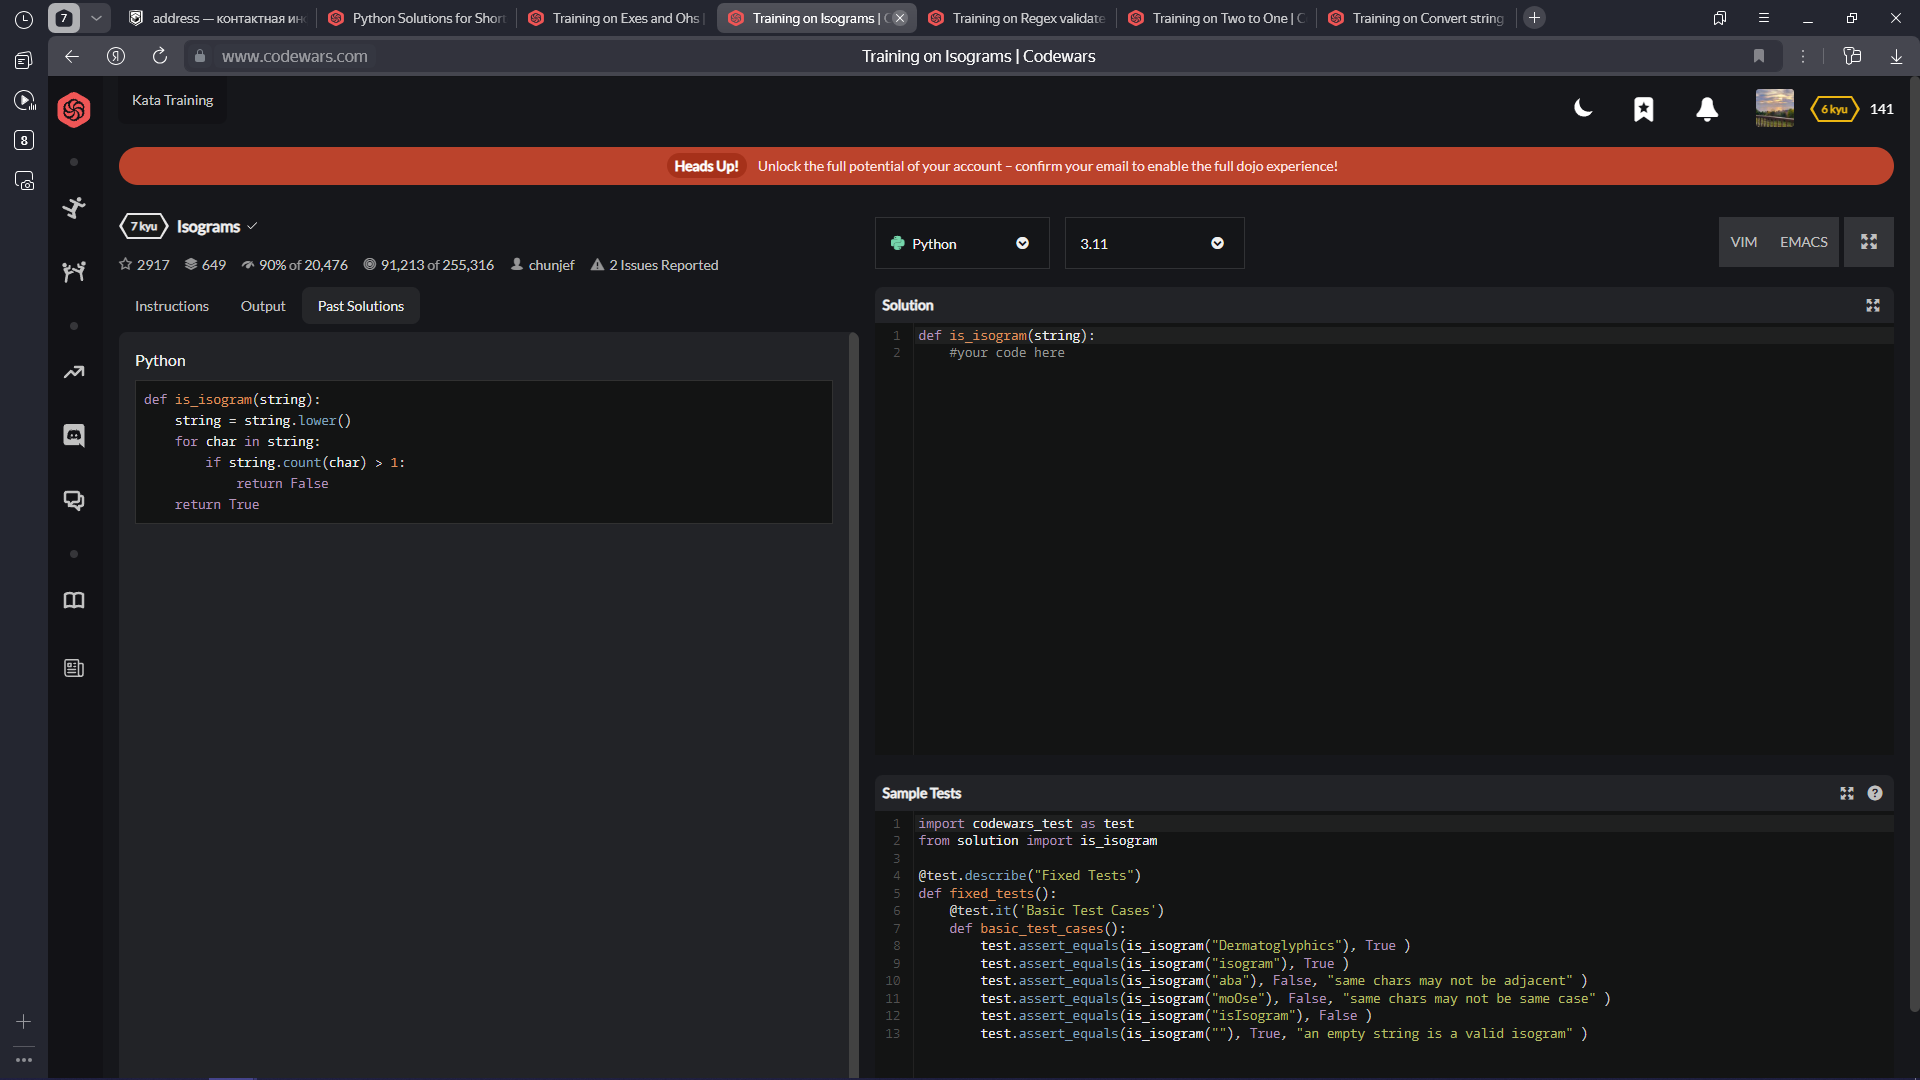 7
address — контактная ин
Python Solutions for Short
Training on Exes and Ohs |
Training on Isograms | C
Training on Regex validate
Training on Two to One | C
Training on Convert string
www.codewars.com
Training on Isograms | Codewars
8
Kata Training
6 kyu
141
Heads Up! Unlock the full potential of your account – confirm your email to enable the full dojo experience!
7 kyu Isograms
2917 649 90% of 20,476 91,213 of 255,316 chunjef 2 Issues Reported
Instructions Output Past Solutions
Python
def is_isogram(string):
    string = string.lower()
    for char in string:
        if string.count(char) > 1:
            return False
    return True
Python
3.11
VIM EMACS
Solution
1 def is_isogram(string):
2     #your code here
Sample Tests
1 import codewars_test as test
2 from solution import is_isogram
3
4 @test.describe("Fixed Tests")
5 def fixed_tests():
6     @test.it('Basic Test Cases')
7     def basic_test_cases():
8         test.assert_equals(is_isogram("Dermatoglyphics"), True )
9         test.assert_equals(is_isogram("isogram"), True )
10         test.assert_equals(is_isogram("aba"), False, "same chars may not be adjacent" )
11         test.assert_equals(is_isogram("moOse"), False, "same chars may not be same case" )
12         test.assert_equals(is_isogram("isIsogram"), False )
13         test.assert_equals(is_isogram(""), True, "an empty string is a valid isogram" )